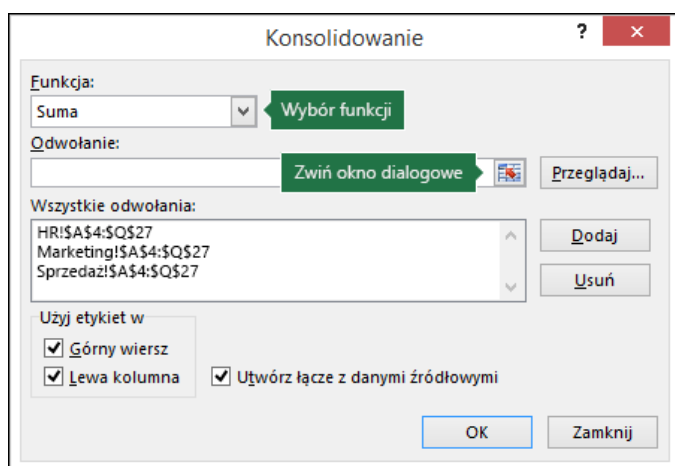 Konsolidowanie ?
Funkcja:
Suma Wybór funkcji
Odwołanie:
Zwiń okno dialogowe Przeglądaj...
Wszystkie odwołania:
HR!$A$4:$Q$27
Marketing!$A$4:$Q$27
Sprzedaż!$A$4:$Q$27
Dodaj
Usuń
Użyj etykiet w
Górny wiersz
Lewa kolumna Utwórz łącze z danymi źródłowymi
OK Zamknij